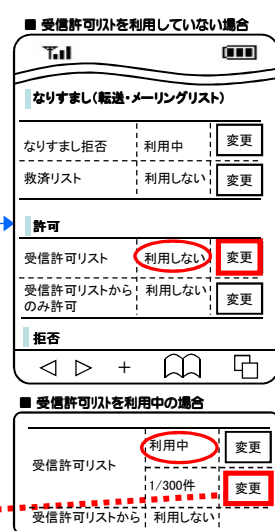 ■ 受信許可リストを利用していない場合
なりすまし(転送・メーリングリスト)
なりすまし拒否 利用中 変更
救済リスト 利用しない 変更
許可
受信許可リスト 利用しない 変更
受信許可リストから 利用しない 変更
のみ許可
拒否
■ 受信許可リストを利用中の場合
利用中 変更
受信許可リスト
1/300件 変更
受信許可リストから 利用しない